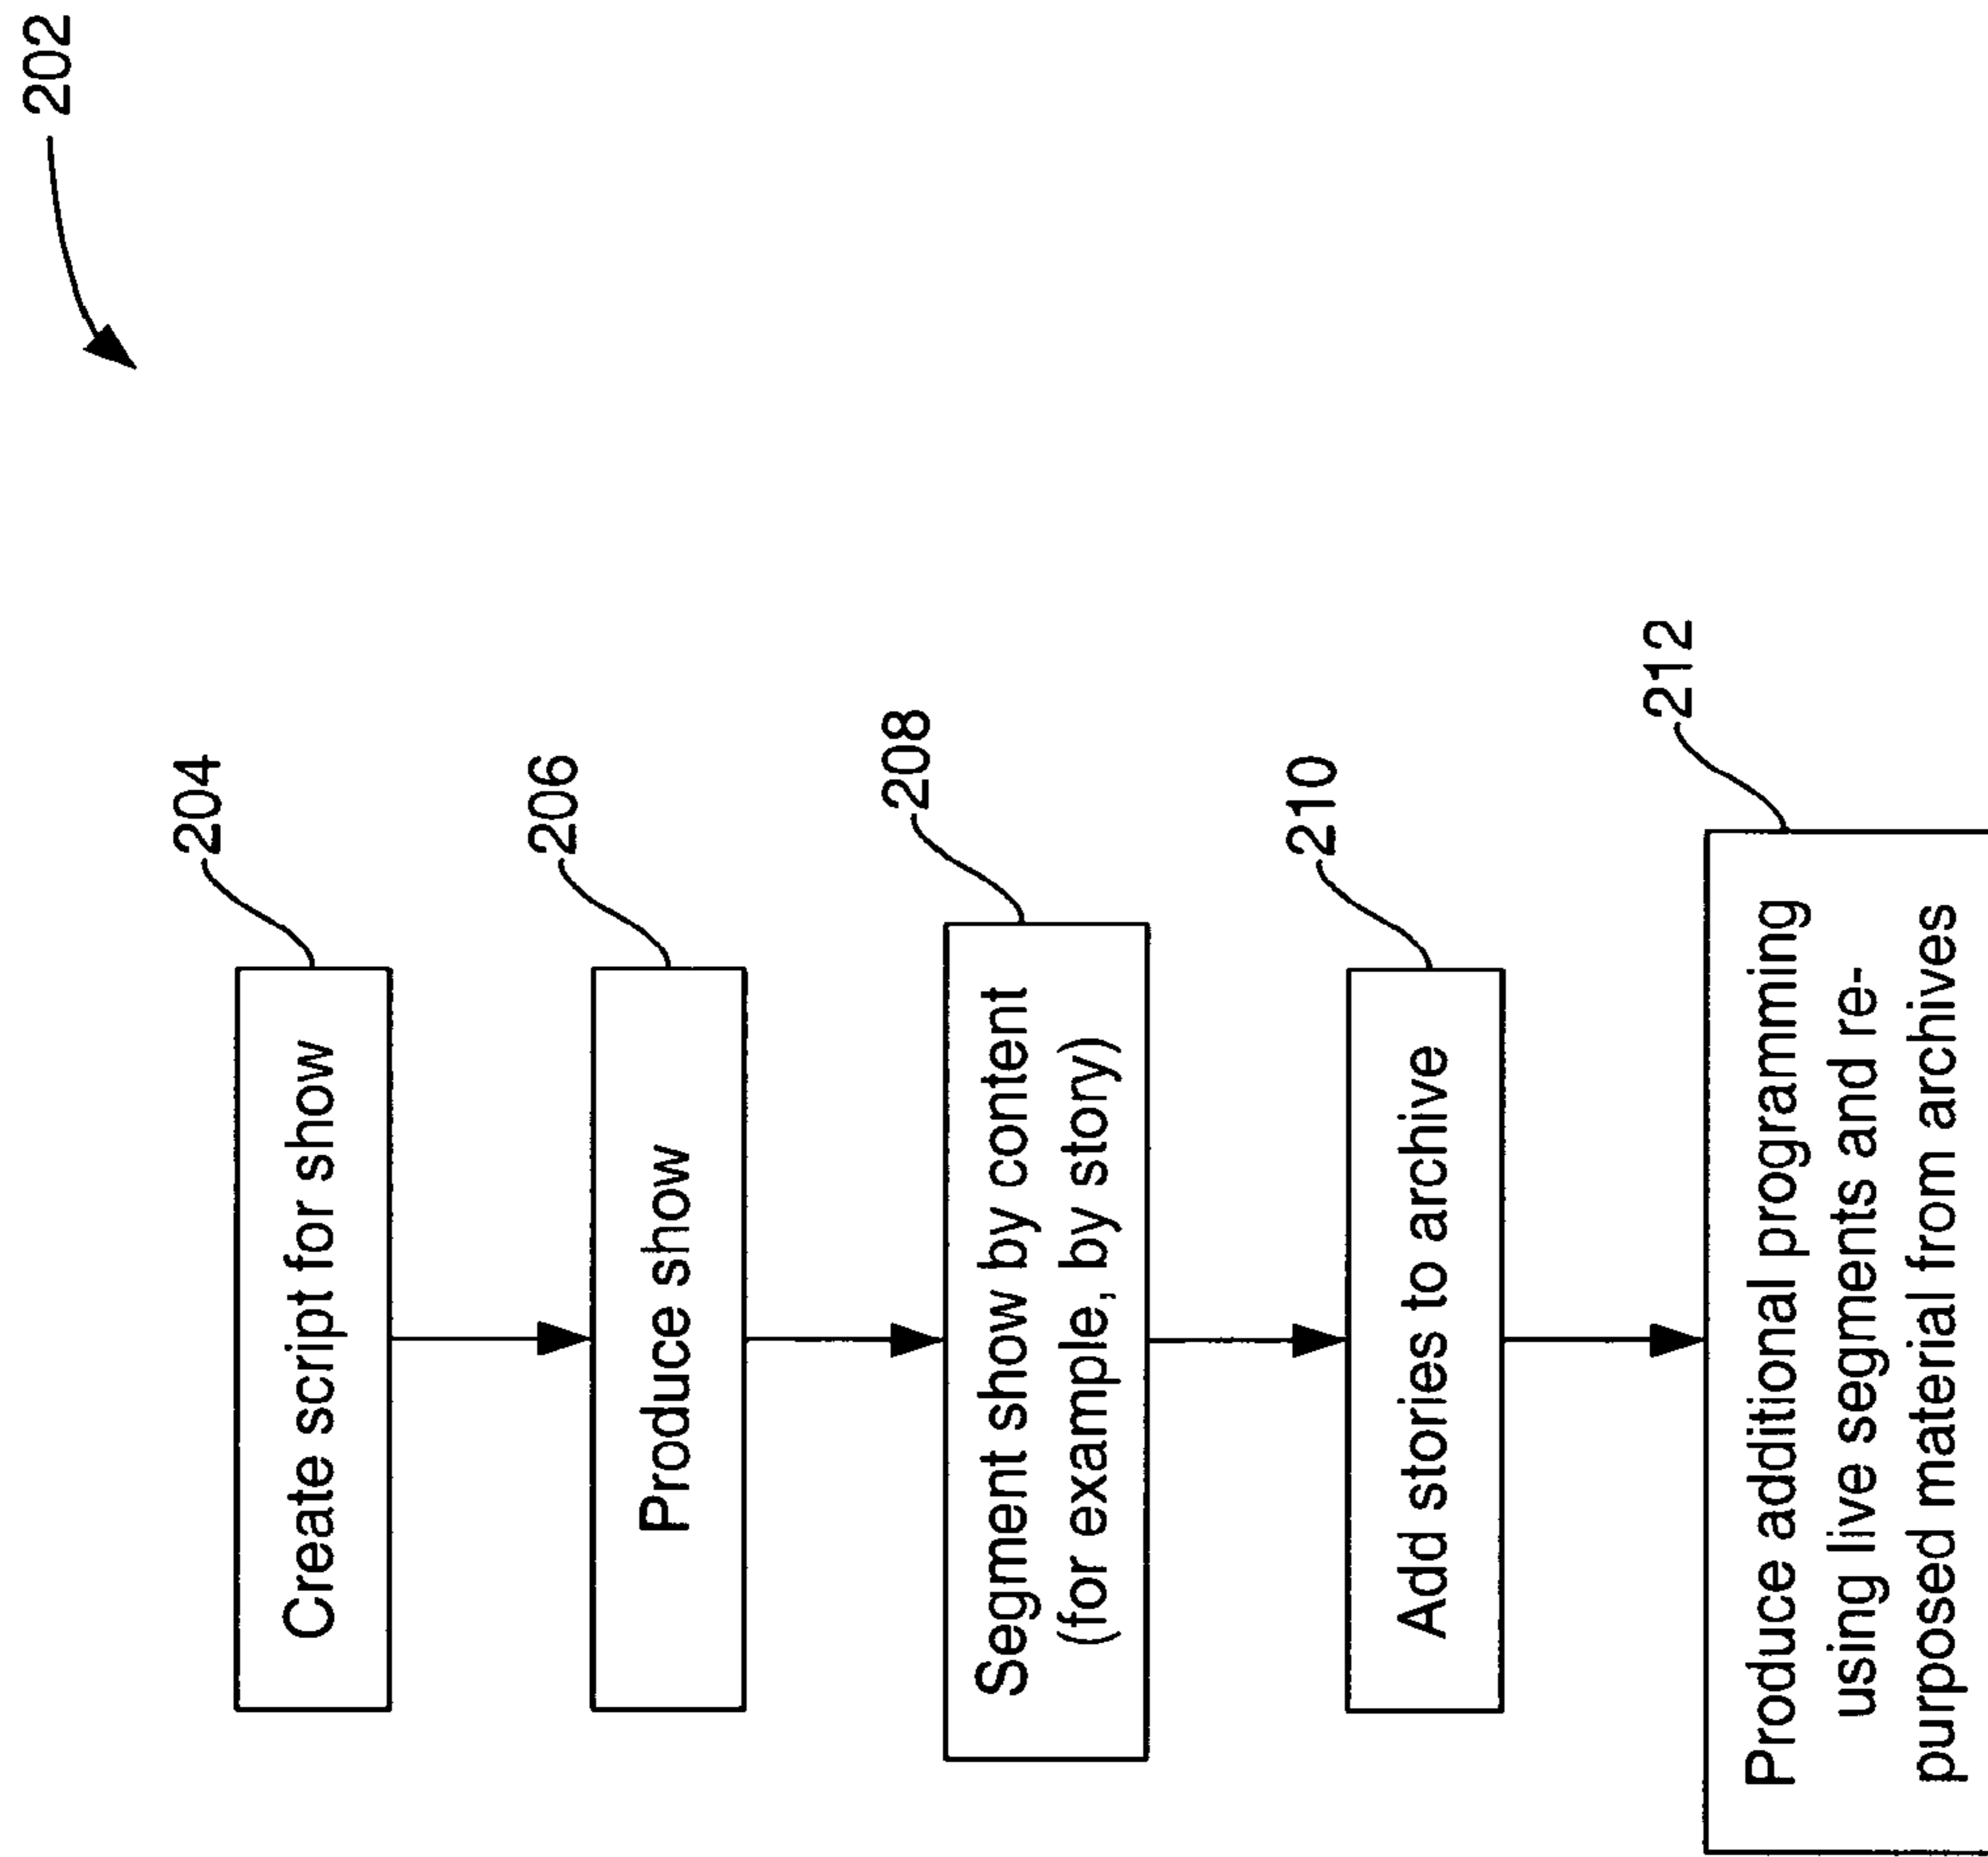 202
204
Create script for show
206
Produce show
208
Segment show by content
(for example, by story)
210
Add stories to archive
212
Produce additional programming
using live segments and re-
purposed material from archives